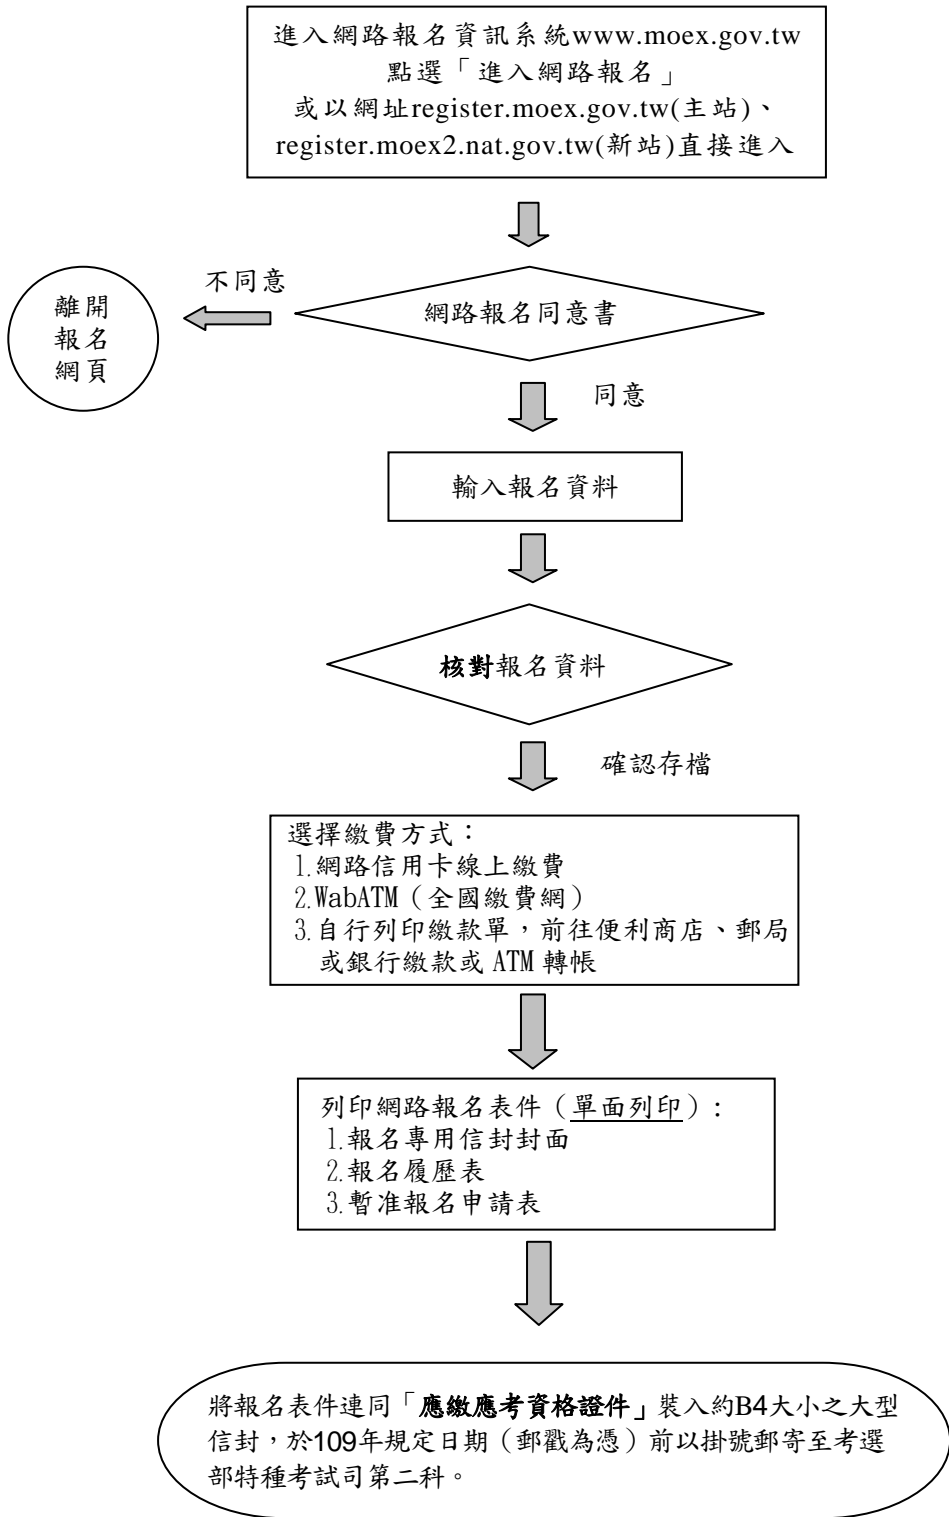 進入網路報名資訊系統www.moex.gov.tw
點選「進入網路報名」
或以網址register.moex.gov.tw(主站)、
register.moex2.nat.gov.tw(新站)直接進入
不同意
離開
報名
網頁
網路報名同意書
同意
輸入報名資料
核對報名資料
確認存檔
選擇繳費方式：
1.網路信用卡線上繳費
2.WabATM（全國繳費網）
3.自行列印繳款單，前往便利商店、郵局
或銀行繳款或 ATM 轉帳
列印網路報名表件（單面列印）:
1.報名專用信封封面
2.報名履歷表
3.暫准報名申請表
將報名表件連同「應繳應考資格證件」裝入約B4大小之大型
信封，於109年規定日期（郵戳為憑）前以掛號郵寄至考選
部特種考試司第二科。